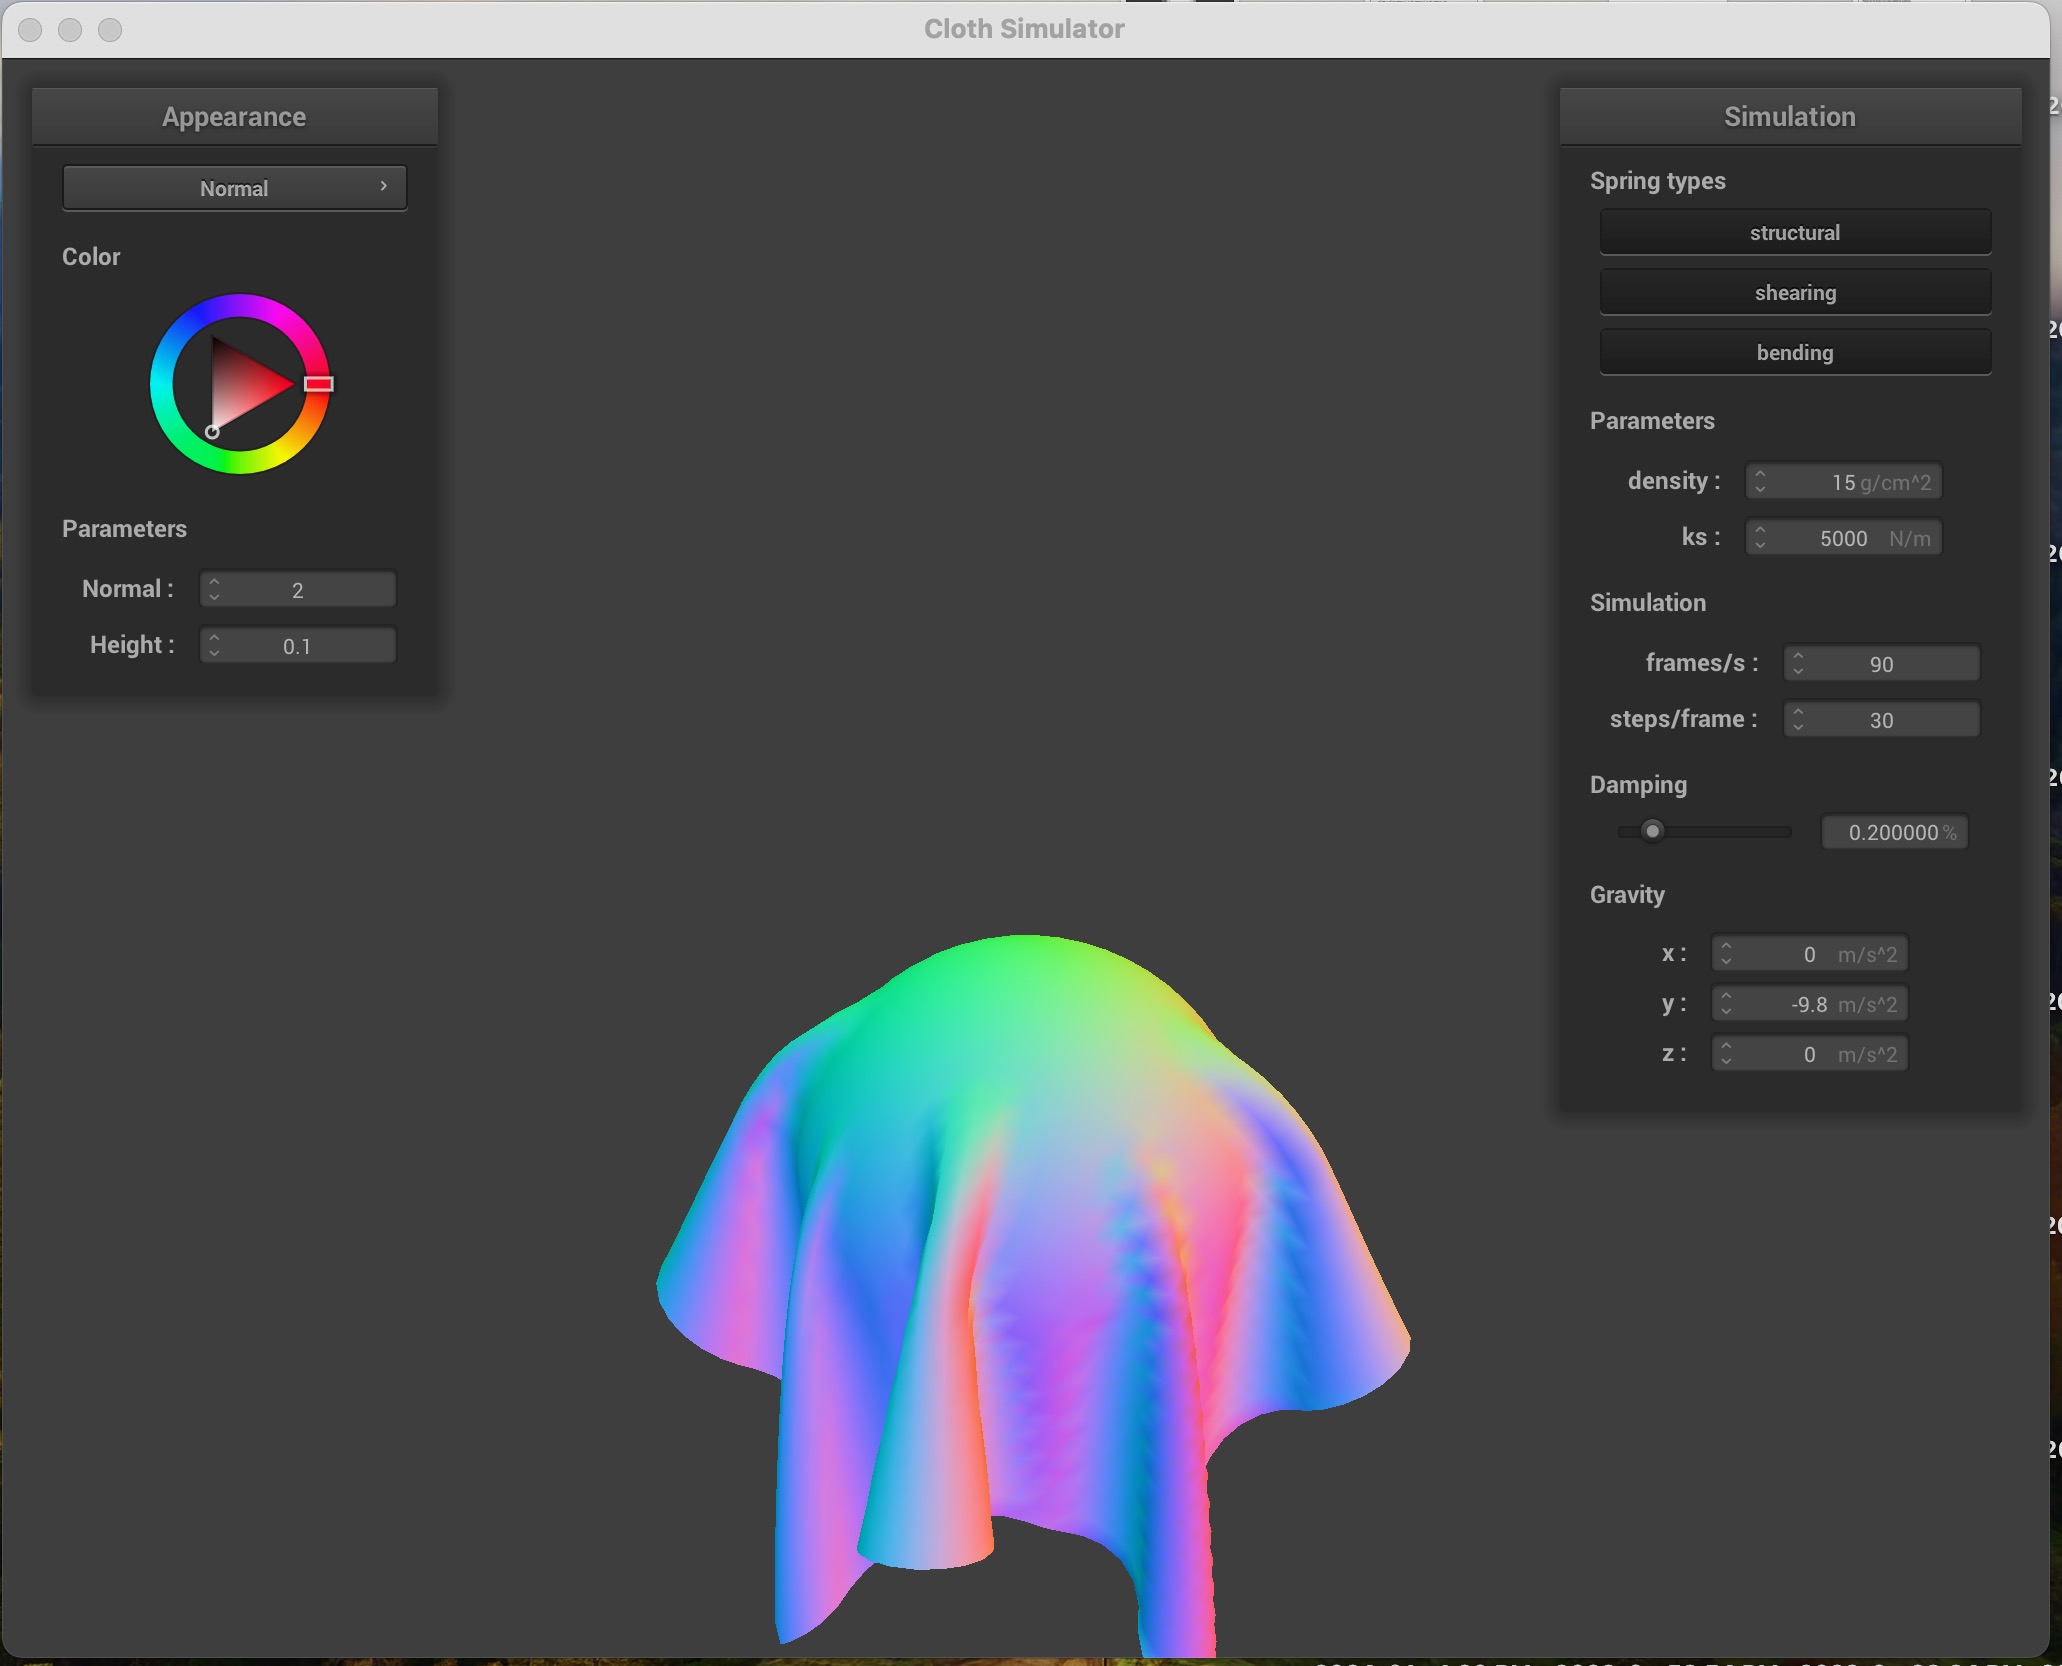 Cloth Simulator
Appearance
Normal
Color
Parameters
Normal : 2
Height : 0.1
Simulation
Spring types
structural
shearing
bending
Parameters
density : 15 g/cm^2
ks : 5000 N/m
Simulation
frames/s : 90
steps/frame : 30
Damping
0.200000 %
Gravity
x : 0 m/s^2
y : -9.8 m/s^2
z : 0 m/s^2